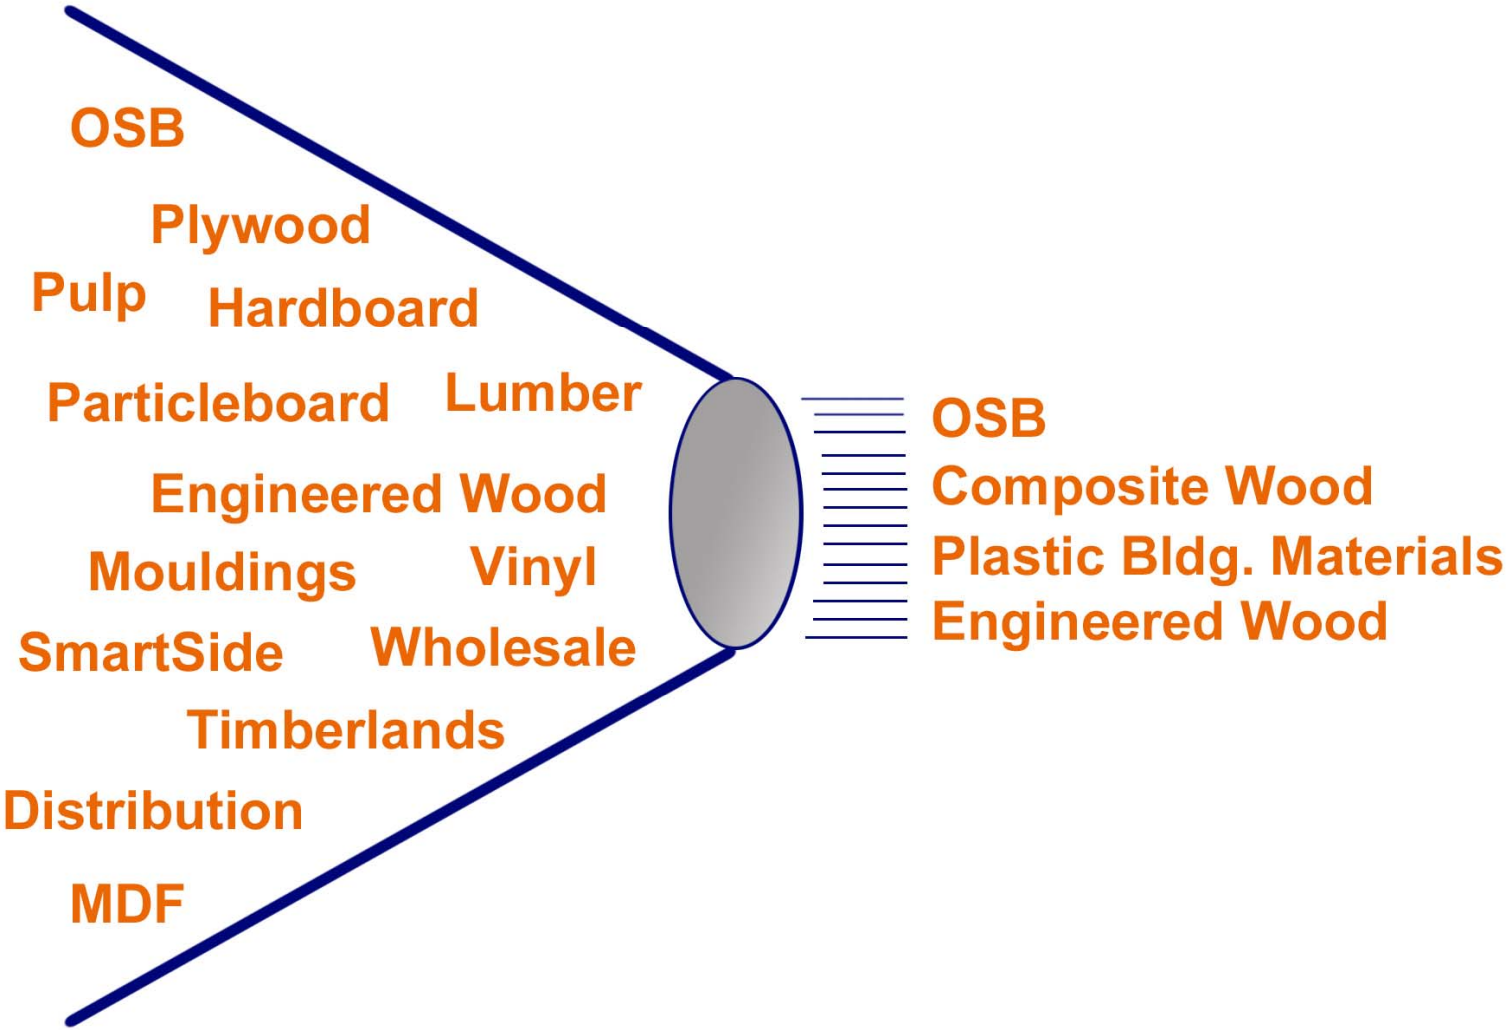 OSB
Plywood
Pulp
Hardboard
Particleboard
Lumber
Engineered Wood
Mouldings
Vinyl
SmartSide
Wholesale
Timberlands
Distribution
MDF
OSB
Composite Wood
Plastic Bldg. Materials
Engineered Wood